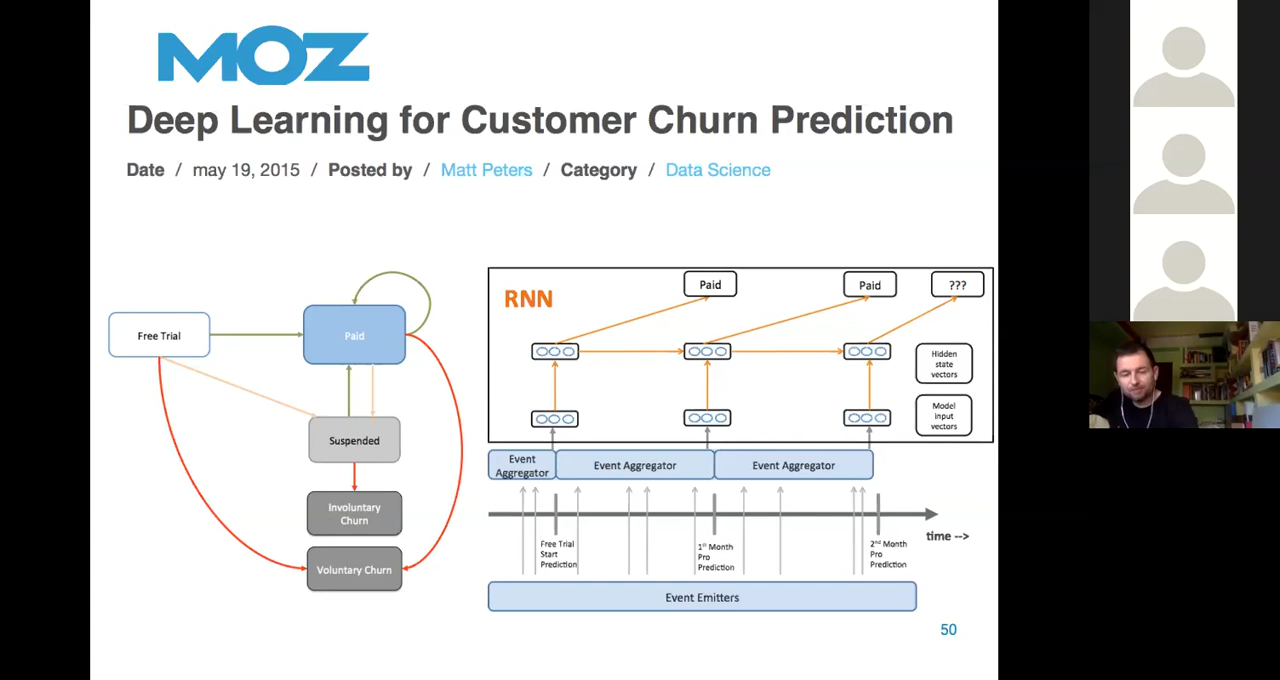 MOZ
Deep Learning for Customer Churn Prediction
Date / may 19, 2015 / Posted by / Matt Peters / Category / Data Science
Free Trial
Paid
Suspended
Involuntary
Churn
Voluntary Churn
RNN
Paid
Paid
???
Hidden
state
vectors
Model
input
vectors
Event
Aggregator
Event Aggregator
Event Aggregator
time -->
Free Trial
Start
Prediction
1st Month
Pro
Prediction
2nd Month
Pro
Prediction
Event Emitters
50